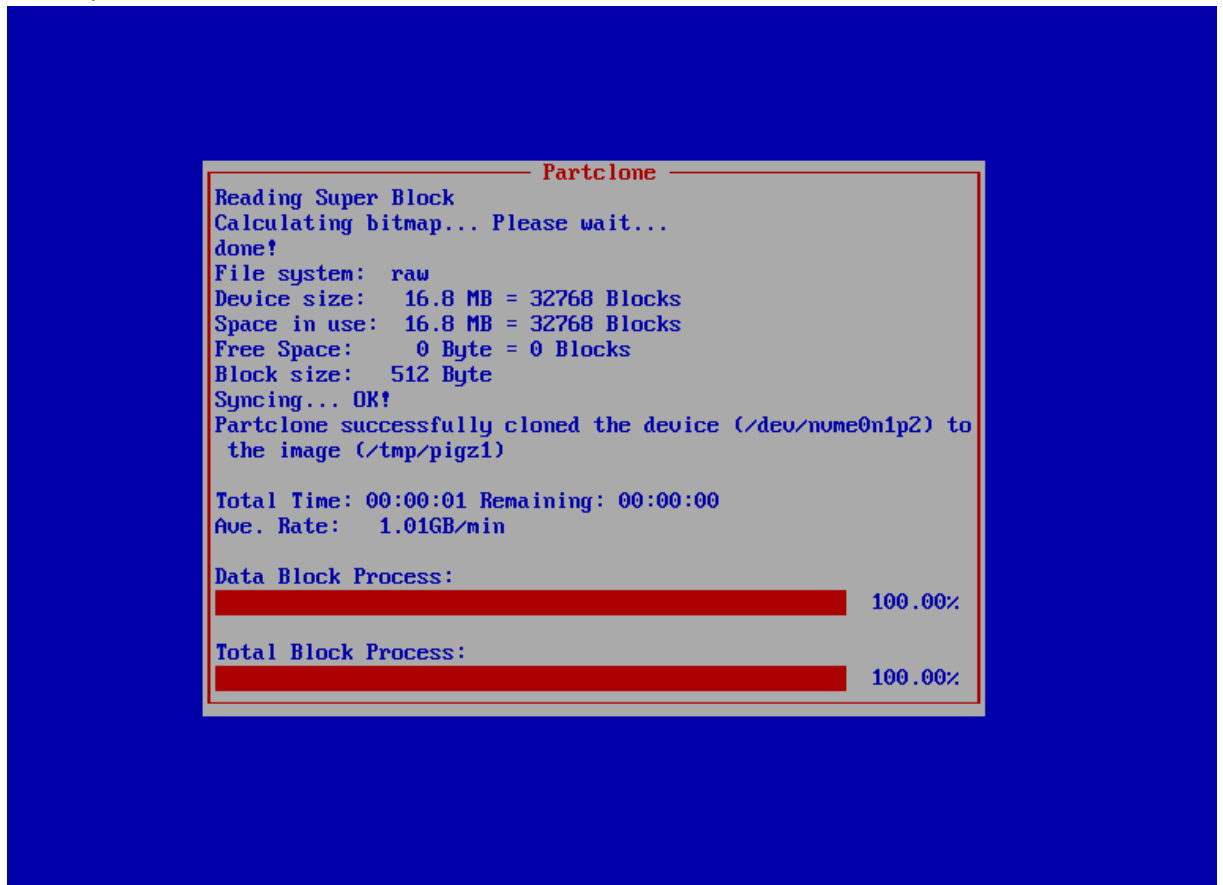 Partclone
Reading Super Block
Calculating bitmap... Please wait...
done!
File system:  raw
Device size:   16.8 MB = 32768 Blocks
Space in use:  16.8 MB = 32768 Blocks
Free Space:     0 Byte = 0 Blocks
Block size:   512 Byte
Syncing... OK!
Partclone successfully cloned the device (/dev/nvme0n1p2) to
 the image (/tmp/pigz1)
Total Time: 00:00:01 Remaining: 00:00:00
Ave. Rate:   1.01GB/min
Data Block Process:
100.00%
Total Block Process:
100.00%